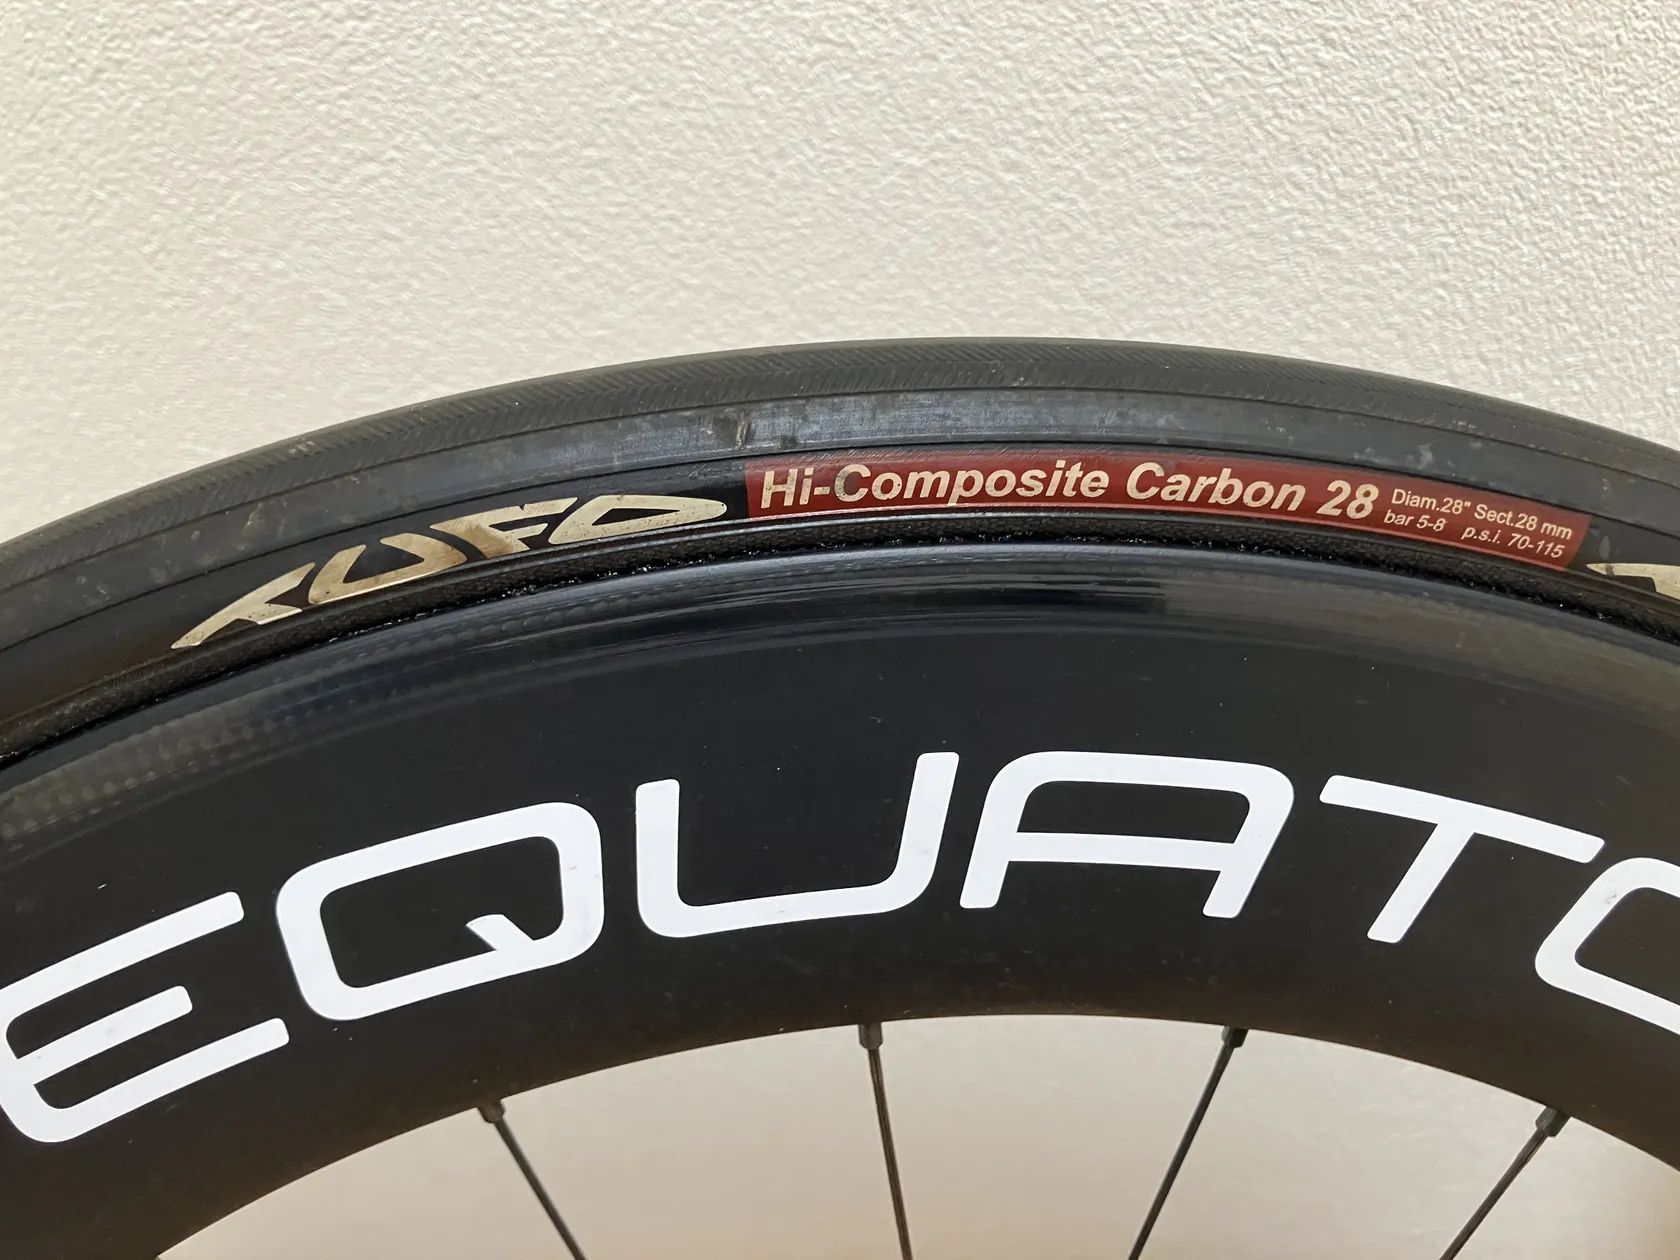 TUFO
Hi-Composite Carbon 28
Diam.28" Sect.28 mm
bar 5-8 p.s.i. 70-115
EQUATO